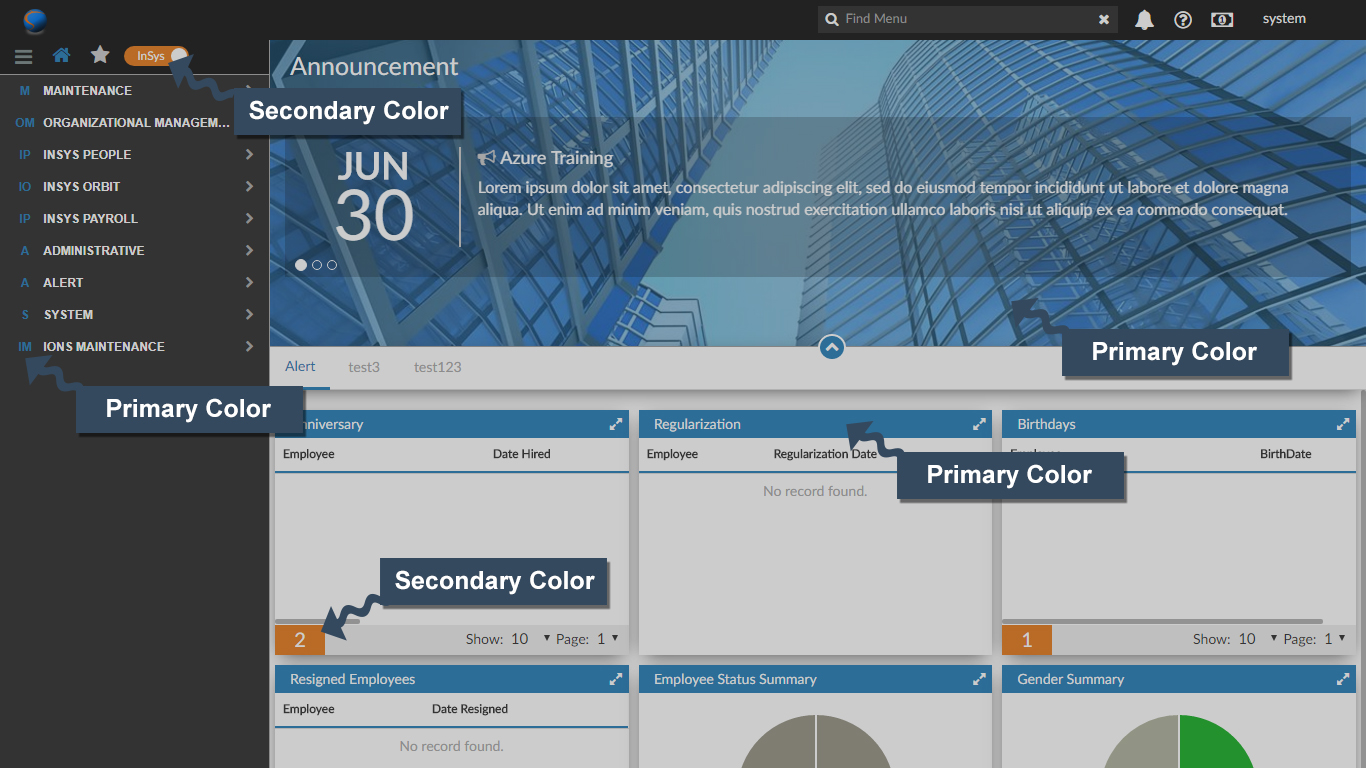 Find Menu
system
InSys
Announcement
Secondary Color
M MAINTENANCE
OM ORGANIZATIONAL MANAGEM...
IP INSYS PEOPLE
IO INSYS ORBIT
IP INSYS PAYROLL
A ADMINISTRATIVE
A ALERT
S SYSTEM
IM IONS MAINTENANCE
Primary Color
JUN
30
Azure Training
Lorem ipsum dolor sit amet, consectetur adipiscing elit, sed do eiusmod tempor incididunt ut labore et dolore magna
aliqua. Ut enim ad minim veniam, quis nostrud exercitation ullamco laboris nisi ut aliquip ex ea commodo consequat.
Primary Color
Alert test3 test123
nniversary
Employee Date Hired
Secondary Color
2 Show: 10 Page: 1
Regularization
Employee Regularization Date
No record found.
Primary Color
Birthdays
BirthDate
1 Show: 10 Page: 1
Resigned Employees
Employee Date Resigned
No record found.
Employee Status Summary
Gender Summary